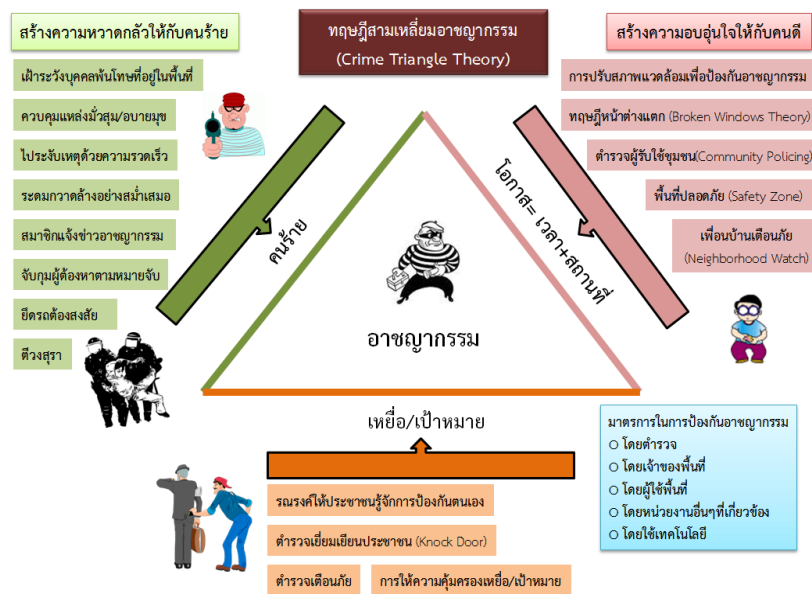 สร้างความหวาดกลัวให้กับคนร้าย
เฝ้าระวังบุคคลพ้นโทษที่อยู่ในพื้นที่
ควบคุมแหล่งมั่วสุม/อบายมุข
ไประงับเหตุด้วยความรวดเร็ว
ระดมกวาดล้างอย่างสม่ำเสมอ
สมาชิกแจ้งข่าวอาชญากรรม
จับกุมผู้ต้องหาตามหมายจับ
ยึดรถต้องสงสัย
ตีวงสุรา
ทฤษฎีสามเหลี่ยมอาชญากรรม
(Crime Triangle Theory)
คนร้าย
โอกาส= เวลา+สถานที่
อาชญากรรม
เหยื่อ/เป้าหมาย
สร้างความอบอุ่นใจให้กับคนดี
การปรับสภาพแวดล้อมเพื่อป้องกันอาชญากรรม
ทฤษฎีหน้าต่างแตก (Broken Windows Theory)
ตำรวจผู้รับใช้ชุมชน(Community Policing)
พื้นที่ปลอดภัย (Safety Zone)
เพื่อนบ้านเตือนภัย
(Neighborhood Watch)
รณรงค์ให้ประชาชนรู้จักการป้องกันตนเอง
ตำรวจเยี่ยมเยียนประชาชน (Knock Door)
ตำรวจเตือนภัย
การให้ความคุ้มครองเหยื่อ/เป้าหมาย
มาตรการในการป้องกันอาชญากรรม
○ โดยตำรวจ
○ โดยเจ้าของพื้นที่
○ โดยผู้ใช้พื้นที่
○ โดยหน่วยงานอื่นๆที่เกี่ยวข้อง
○ โดยใช้เทคโนโลยี